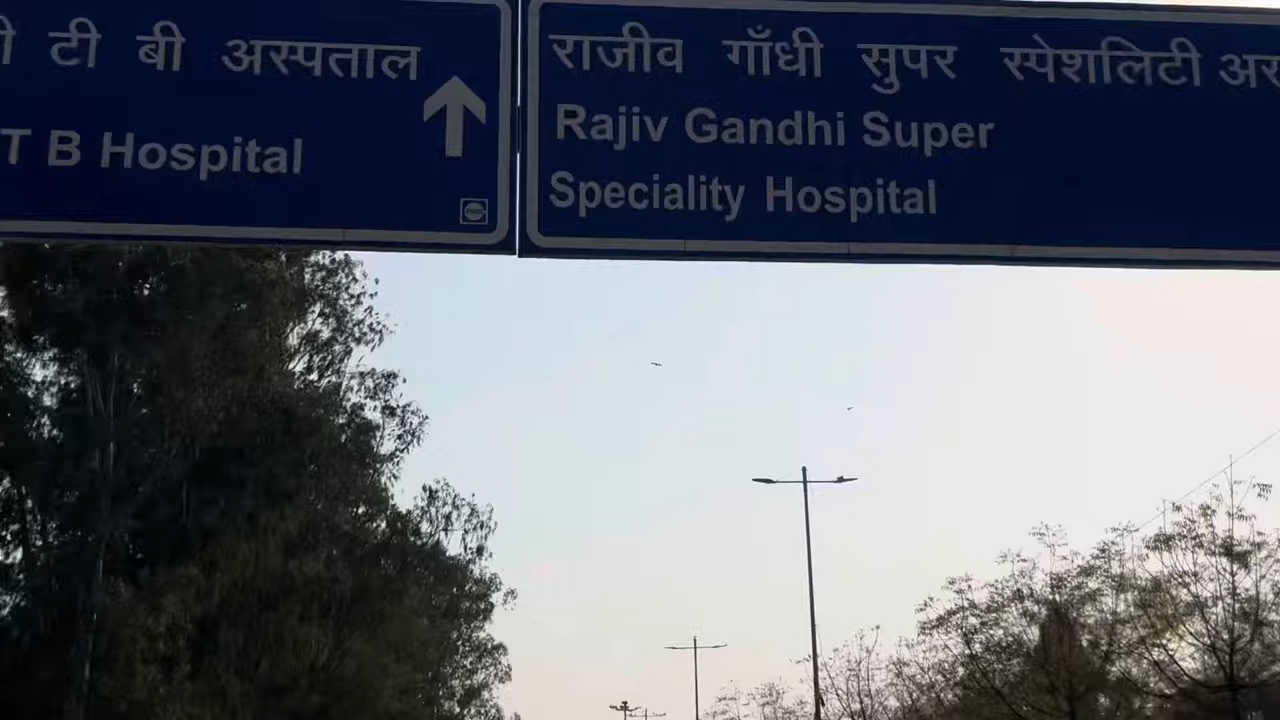 टी बी अस्पताल
T B Hospital
राजीव गाँधी सुपर स्पेशलिटी
Rajiv Gandhi Super
Speciality Hospital